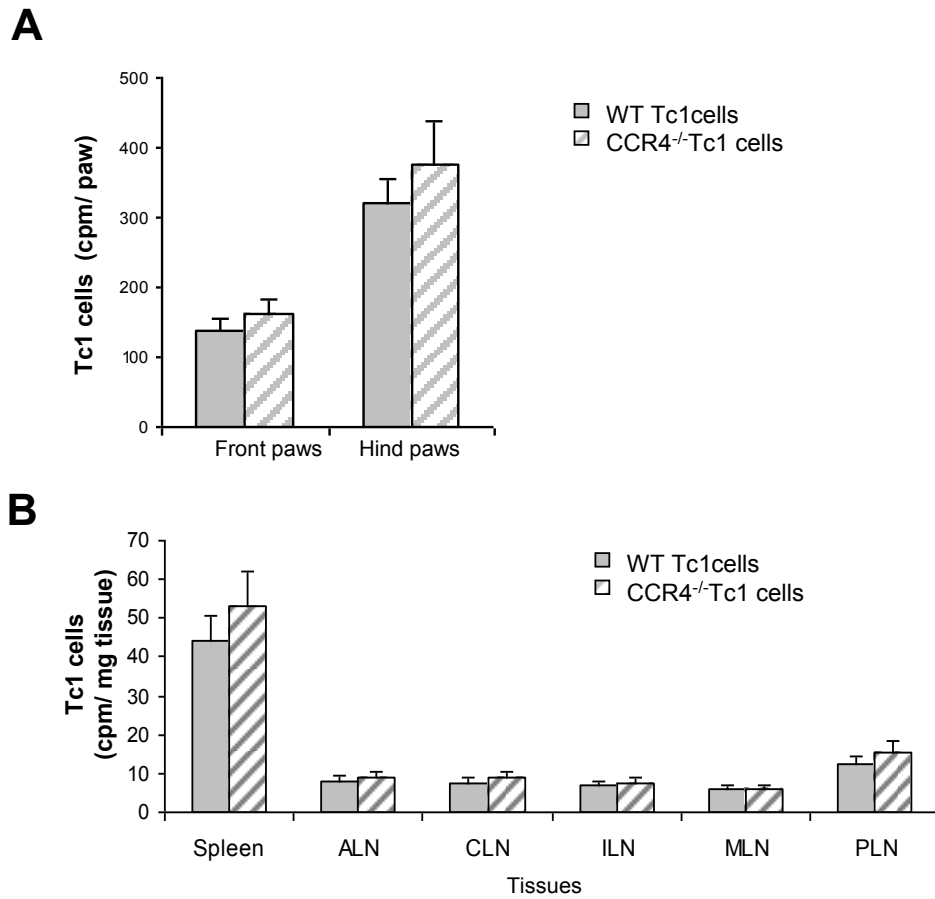 A
500
400
300
200
100
0
Tc1 cells (cpm/ paw)
Front paws Hind paws
WT Tc1cells
CCR4-/-Tc1 cells
B
70
60
50
40
30
20
10
0
Tc1 cells
(cpm/ mg tissue)
WT Tc1cells
CCR4-/-Tc1 cells
Spleen ALN CLN ILN MLN PLN
Tissues